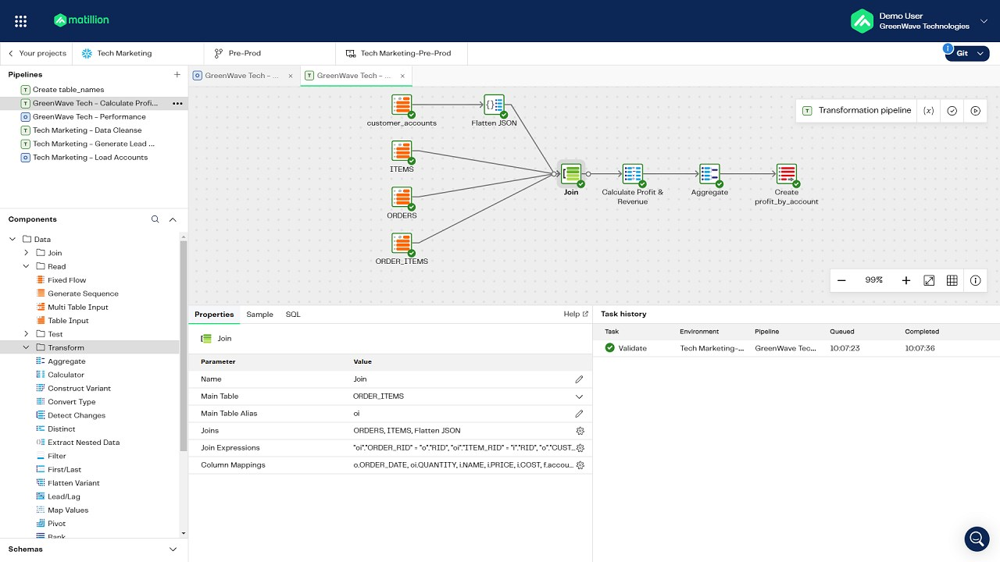 matillion
Demo User
GreenWave Technologies
Your projects
Tech Marketing
Pre-Prod
Tech Marketing-Pre-Prod
1
Git
Pipelines
GreenWave Tech - ...
GreenWave Tech - ...
Create table_names
GreenWave Tech - Calculate Profi...
GreenWave Tech - Performance
Tech Marketing - Data Cleanse
Tech Marketing - Generate Lead ...
Tech Marketing - Load Accounts
customer_accounts
Flatten JSON
ITEMS
ORDERS
ORDER_ITEMS
Join
Calculate Profit &
Revenue
Aggregate
Create
profit_by_account
Transformation pipeline
(x)
99%
Components
Data
Join
Read
Fixed Flow
Generate Sequence
Multi Table Input
Table Input
Test
Transform
Aggregate
Calculator
Construct Variant
Convert Type
Detect Changes
Distinct
Extract Nested Data
Filter
First/Last
Flatten Variant
Lead/Lag
Map Values
Pivot
Rank
Schemas
Properties
Sample
SQL
Help
Join
Parameter Value
Name Join
Main Table ORDER_ITEMS
Main Table Alias oi
Joins ORDERS, ITEMS, Flatten JSON
Join Expressions "oi"."ORDER_RID" = "o"."RID", "oi"."ITEM_RID" = "i"."RID", "o"."CUST...
Column Mappings o.ORDER_DATE, oi.QUANTITY, i.NAME, i.PRICE, i.COST, f.accou...
Task history
Task Environment Pipeline Queued Completed
Validate Tech Marketing-... GreenWave Tec... 10:07:23 10:07:36